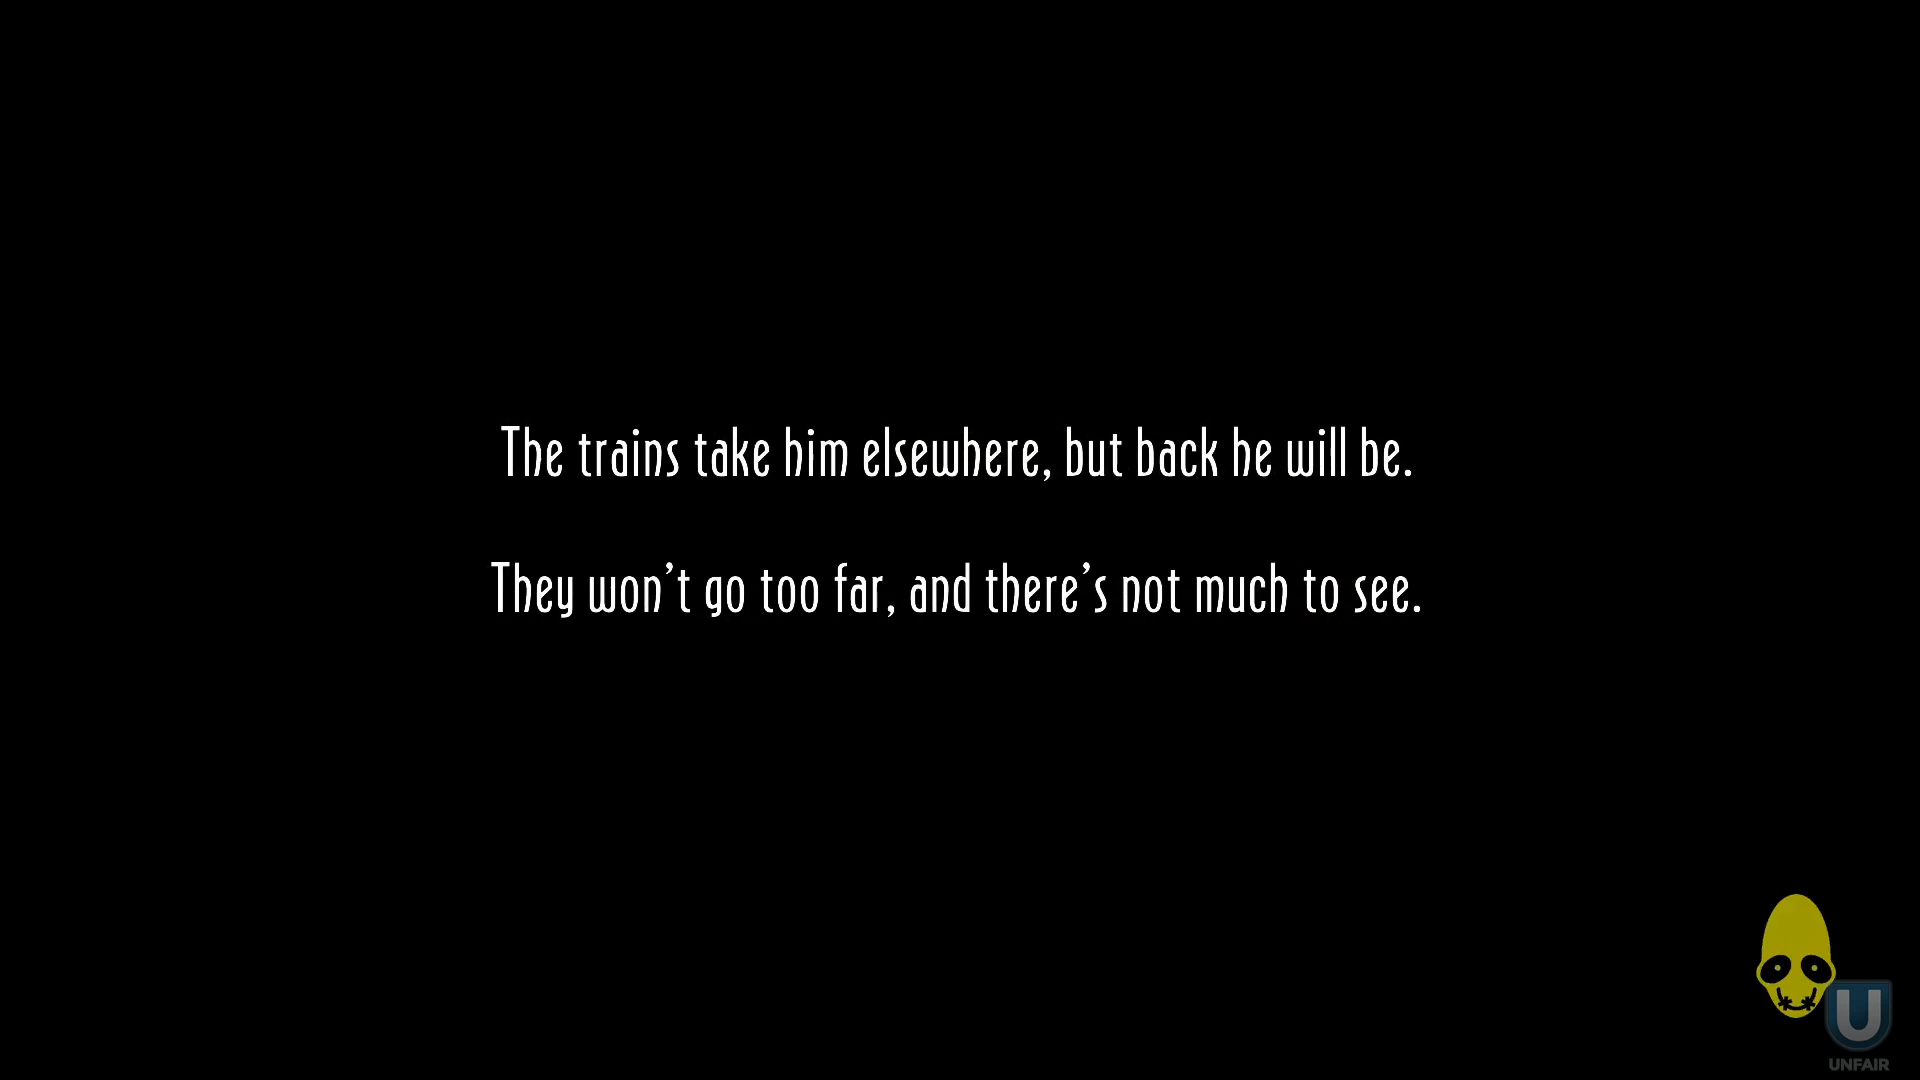 The trains take him elsewhere, but back he will be.
They won't go too far, and there's not much to see.
U
UNFAIR